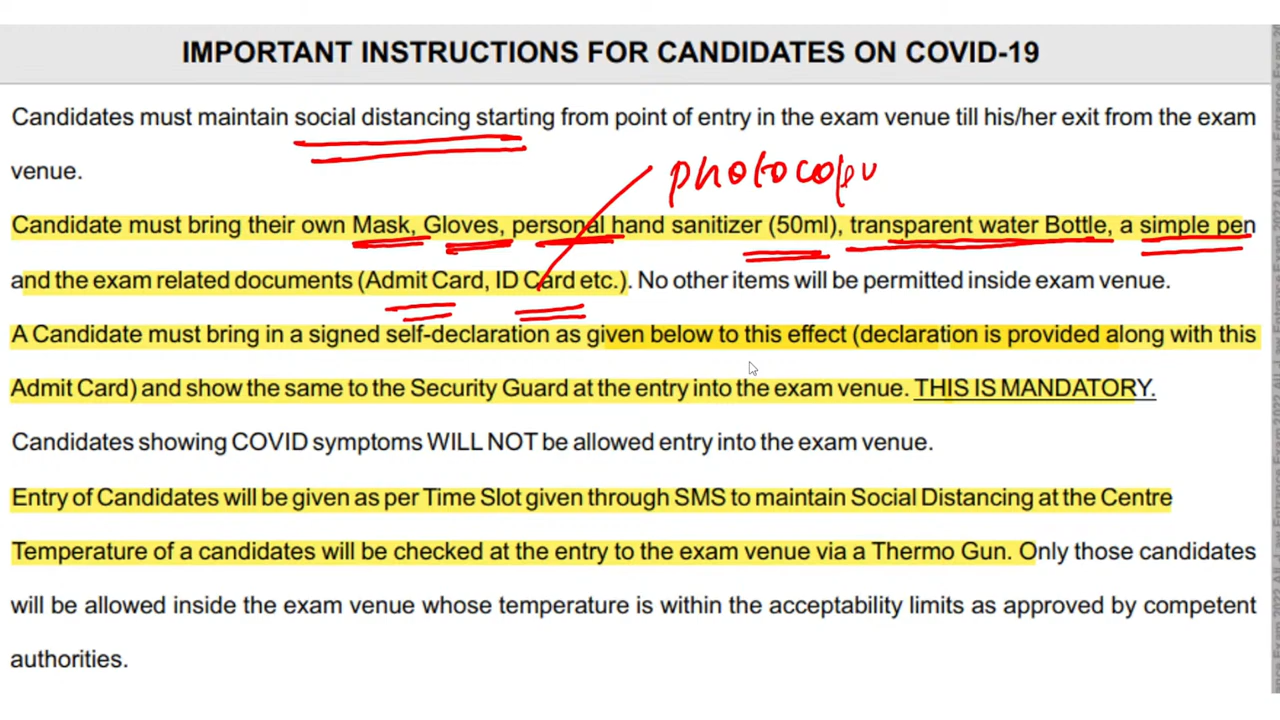 IMPORTANT INSTRUCTIONS FOR CANDIDATES ON COVID-19
Candidates must maintain social distancing starting from point of entry in the exam venue till his/her exit from the exam
venue.
photocopy
Candidate must bring their own Mask, Gloves, personal hand sanitizer (50ml), transparent water Bottle, a simple pen
and the exam related documents (Admit Card, ID Card etc.). No other items will be permitted inside exam venue.
A Candidate must bring in a signed self-declaration as given below to this effect (declaration is provided along with this
Admit Card) and show the same to the Security Guard at the entry into the exam venue. THIS IS MANDATORY.
Candidates showing COVID symptoms WILL NOT be allowed entry into the exam venue.
Entry of Candidates will be given as per Time Slot given through SMS to maintain Social Distancing at the Centre
Temperature of a candidates will be checked at the entry to the exam venue via a Thermo Gun. Only those candidates
will be allowed inside the exam venue whose temperature is within the acceptability limits as approved by competent
authorities.